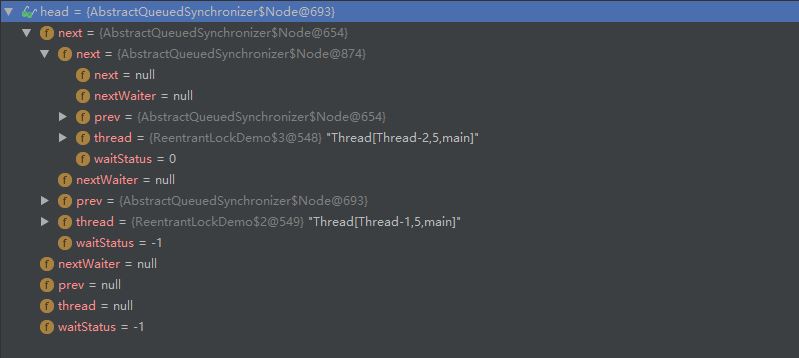 head = {AbstractQueuedSynchronizer$Node@693}
f next = {AbstractQueuedSynchronizer$Node@654}
f next = {AbstractQueuedSynchronizer$Node@874}
f next = null
f nextWaiter = null
f prev = {AbstractQueuedSynchronizer$Node@654}
f thread = {ReentrantLockDemo$3@548} "Thread[Thread-2,5,main]"
f waitStatus = 0
f nextWaiter = null
f prev = {AbstractQueuedSynchronizer$Node@693}
f thread = {ReentrantLockDemo$2@549} "Thread[Thread-1,5,main]"
f waitStatus = -1
f nextWaiter = null
f prev = null
f thread = null
f waitStatus = -1